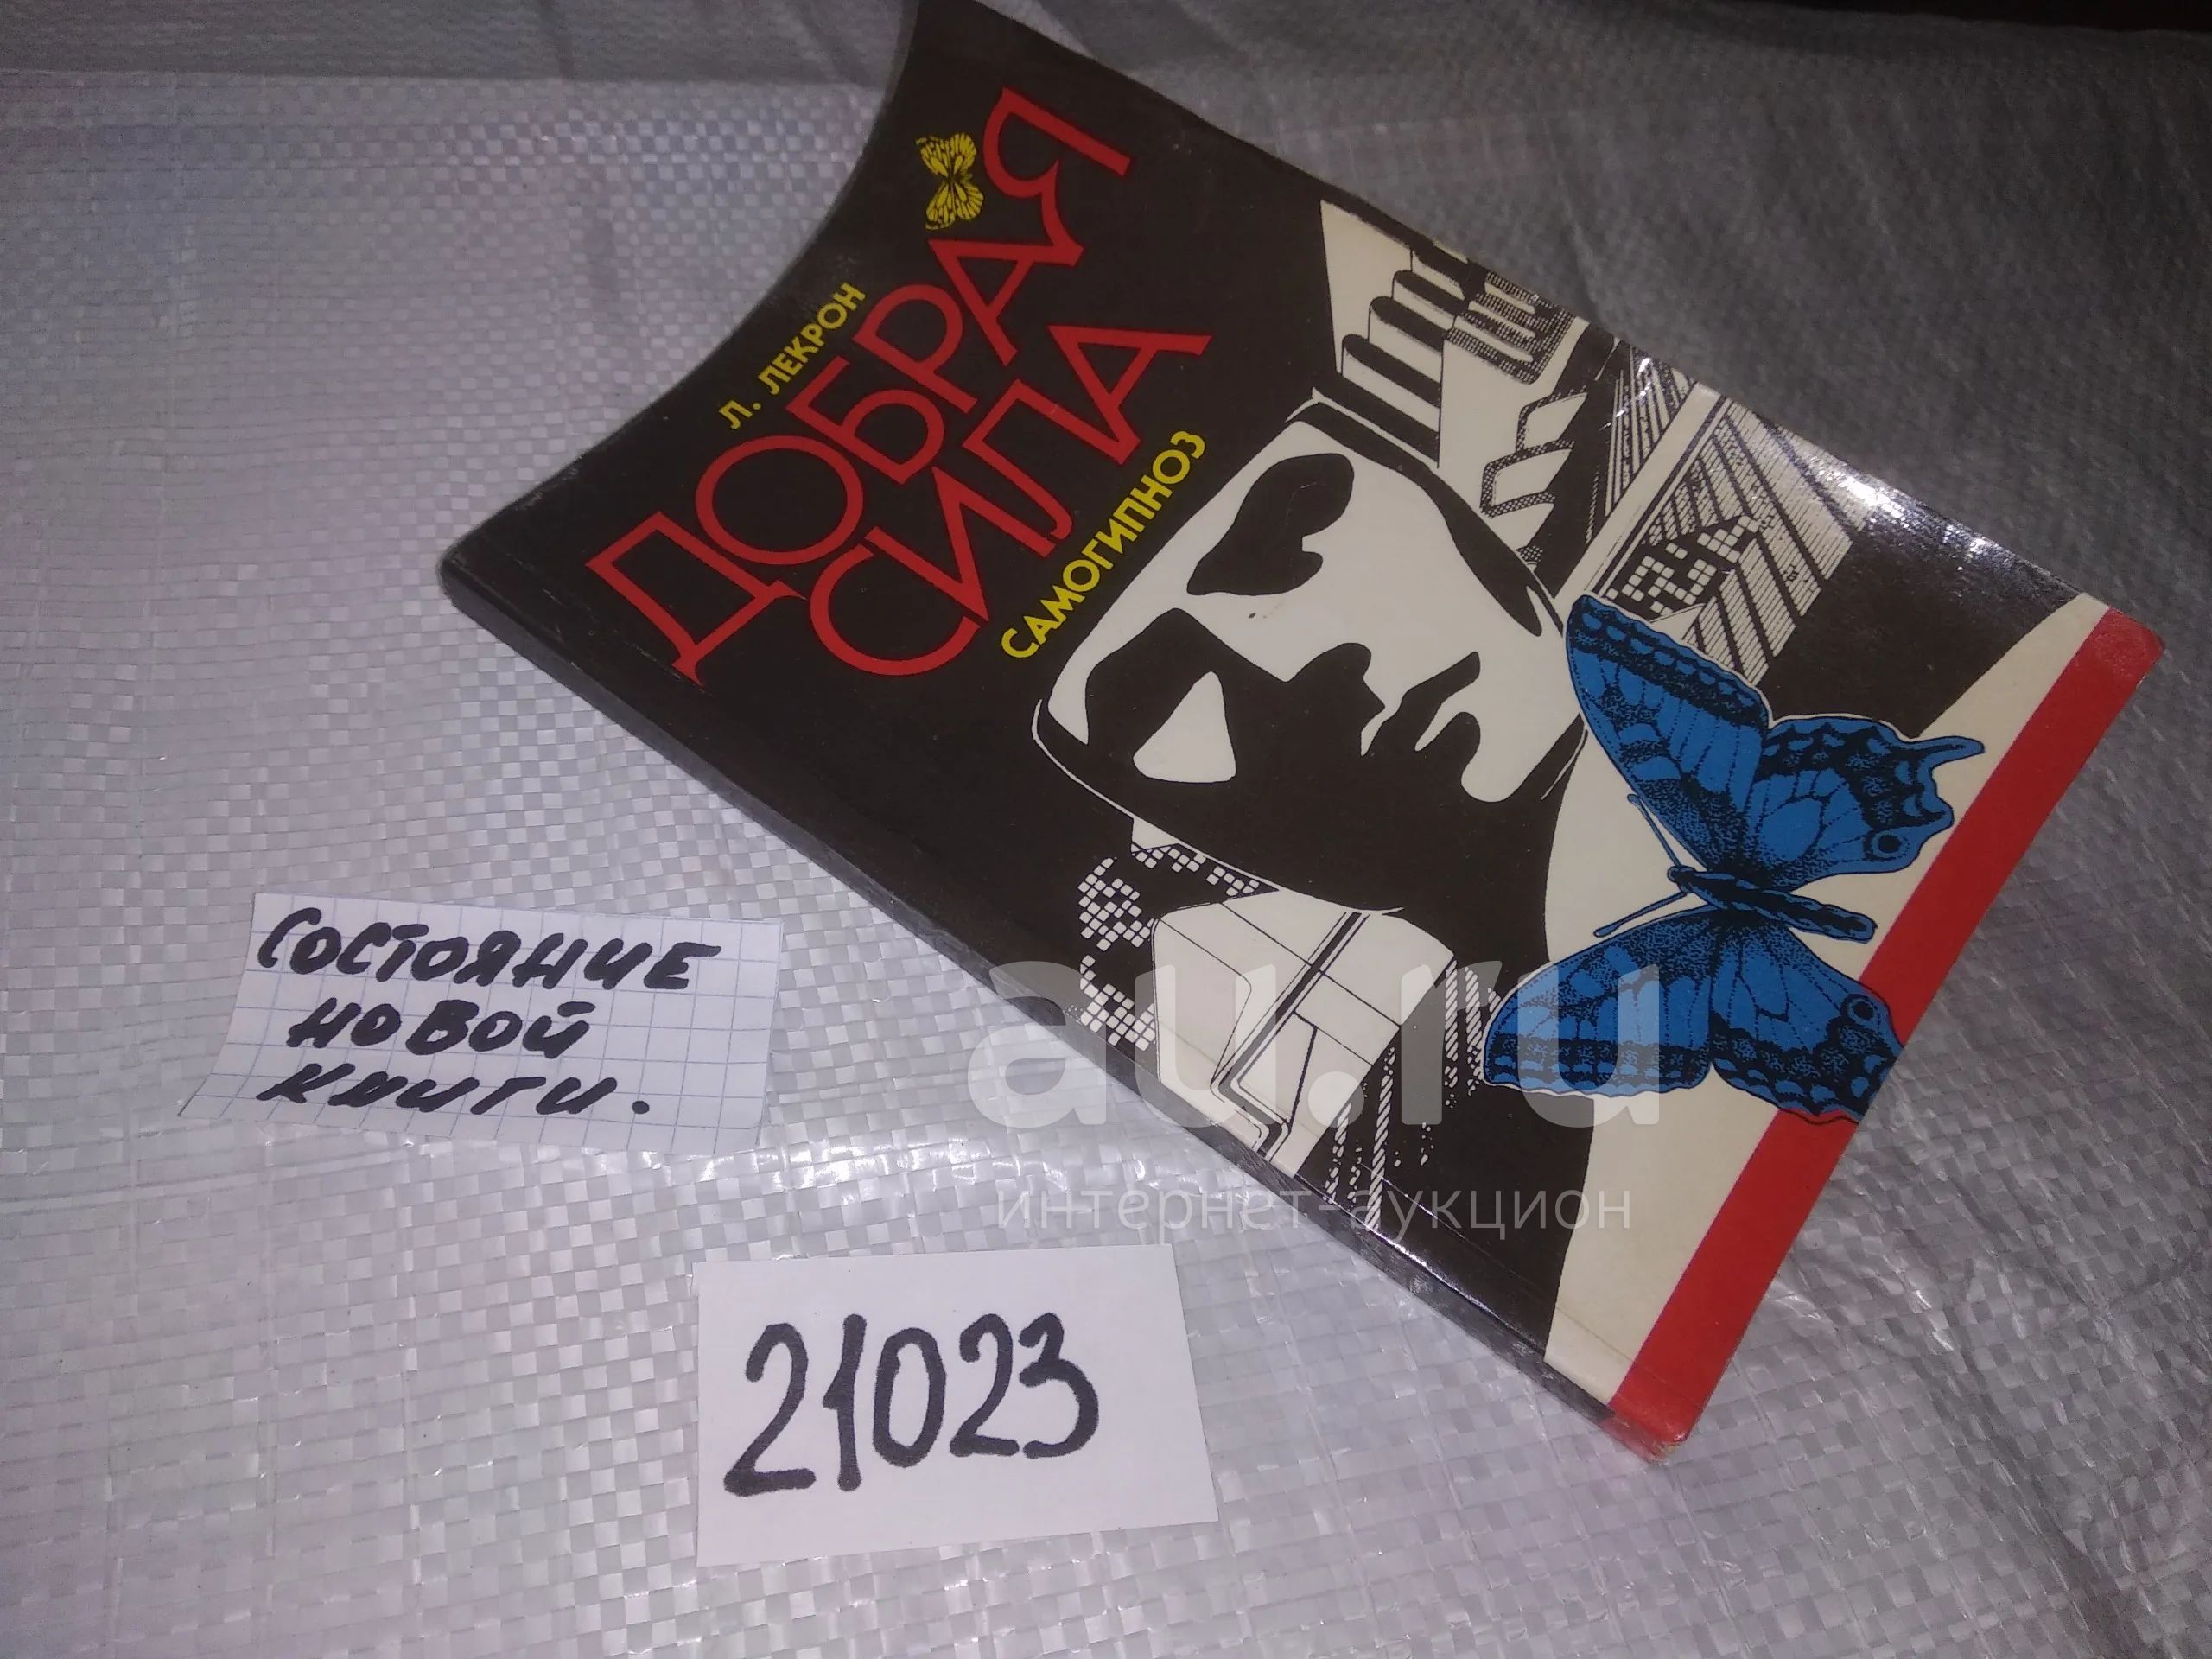 Л. ЛЕКРОН
ДОБРАЯ
СИЛА
САМОГИПНОЗ
СОСТОЯНИЕ
НОВОЙ
КНИГИ.
au.ru
интернет-аукцион
21023